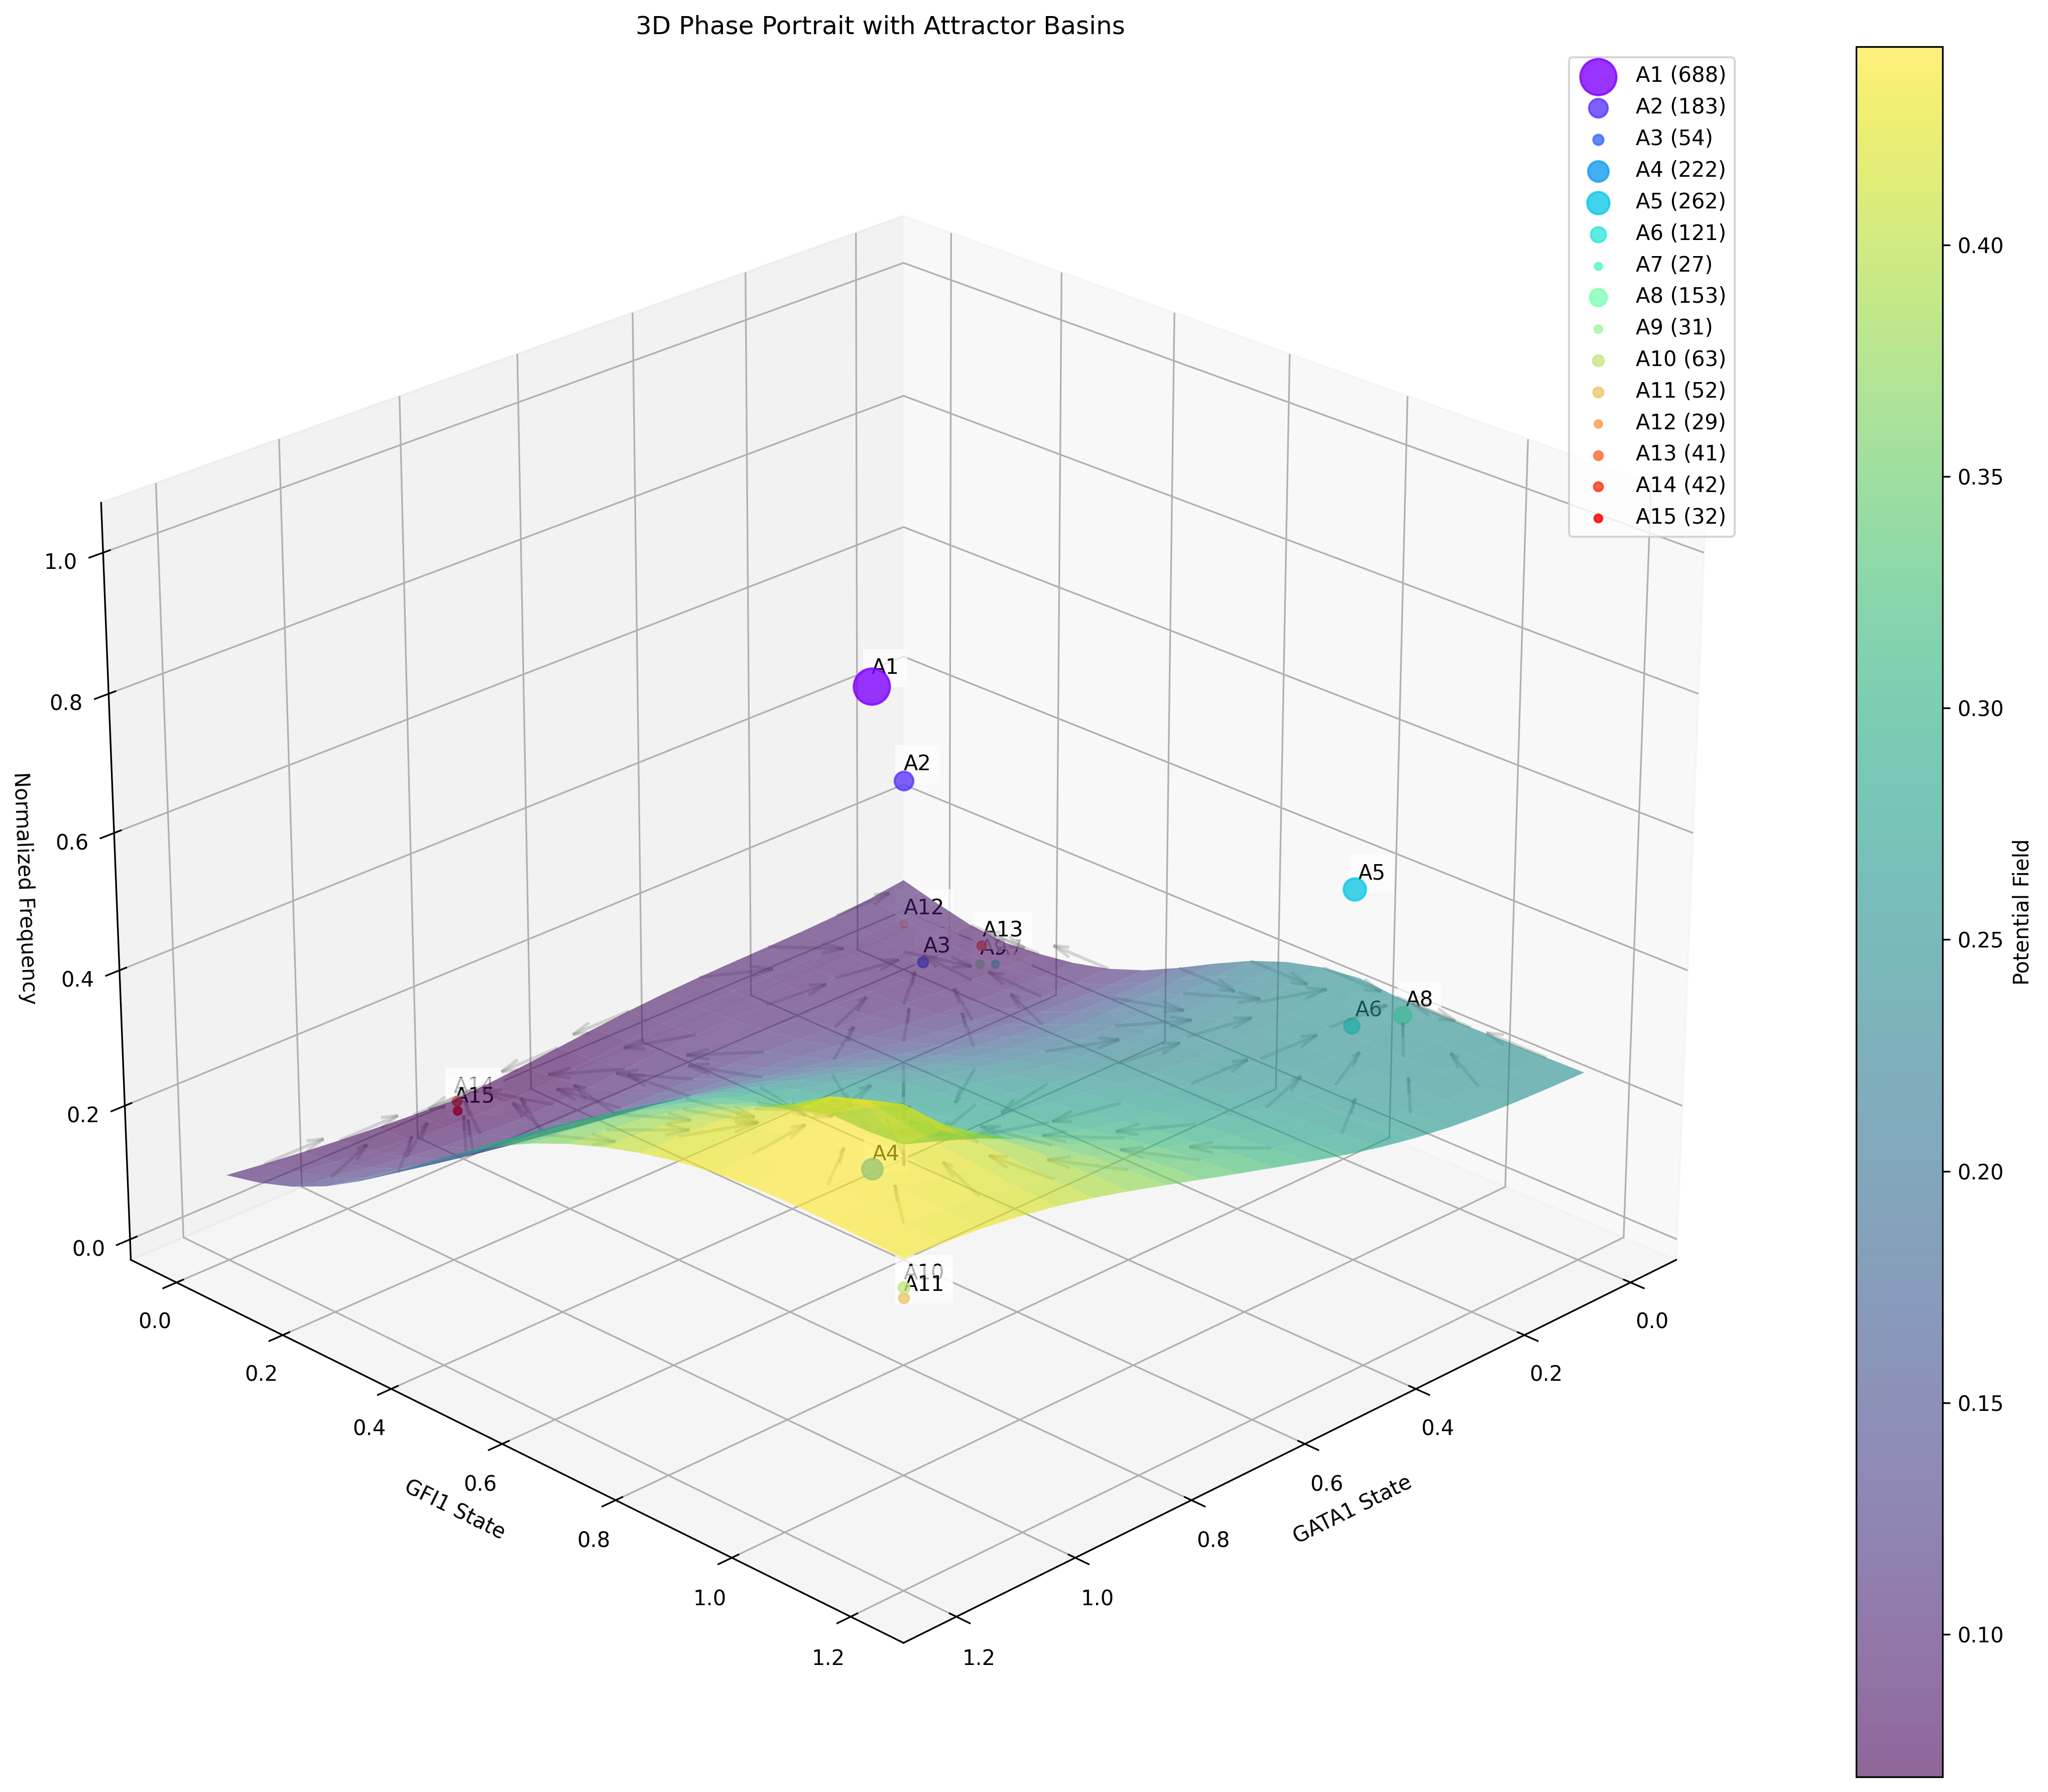 3D Phase Portrait with Attractor Basins
A1 (688)
A2 (183)
A3 (54)
A4 (222)
A5 (262)
A6 (121)
A7 (27)
A8 (153)
A9 (31)
A10 (63)
A11 (52)
A12 (29)
A13 (41)
A14 (42)
A15 (32)
0.40
0.35
0.30
0.25
0.20
0.15
0.10
Potential Field
1.0
0.8
0.6
0.4
0.2
0.0
Normalized Frequency
A1
A2
A5
A12
A13
A3
A9
A8
A6
A14
A15
A4
A10
A11
0.0
0.2
0.4
0.6
0.8
1.0
1.2
GFI1 State
0.0
0.2
0.4
0.6
0.8
1.0
1.2
GATA1 State